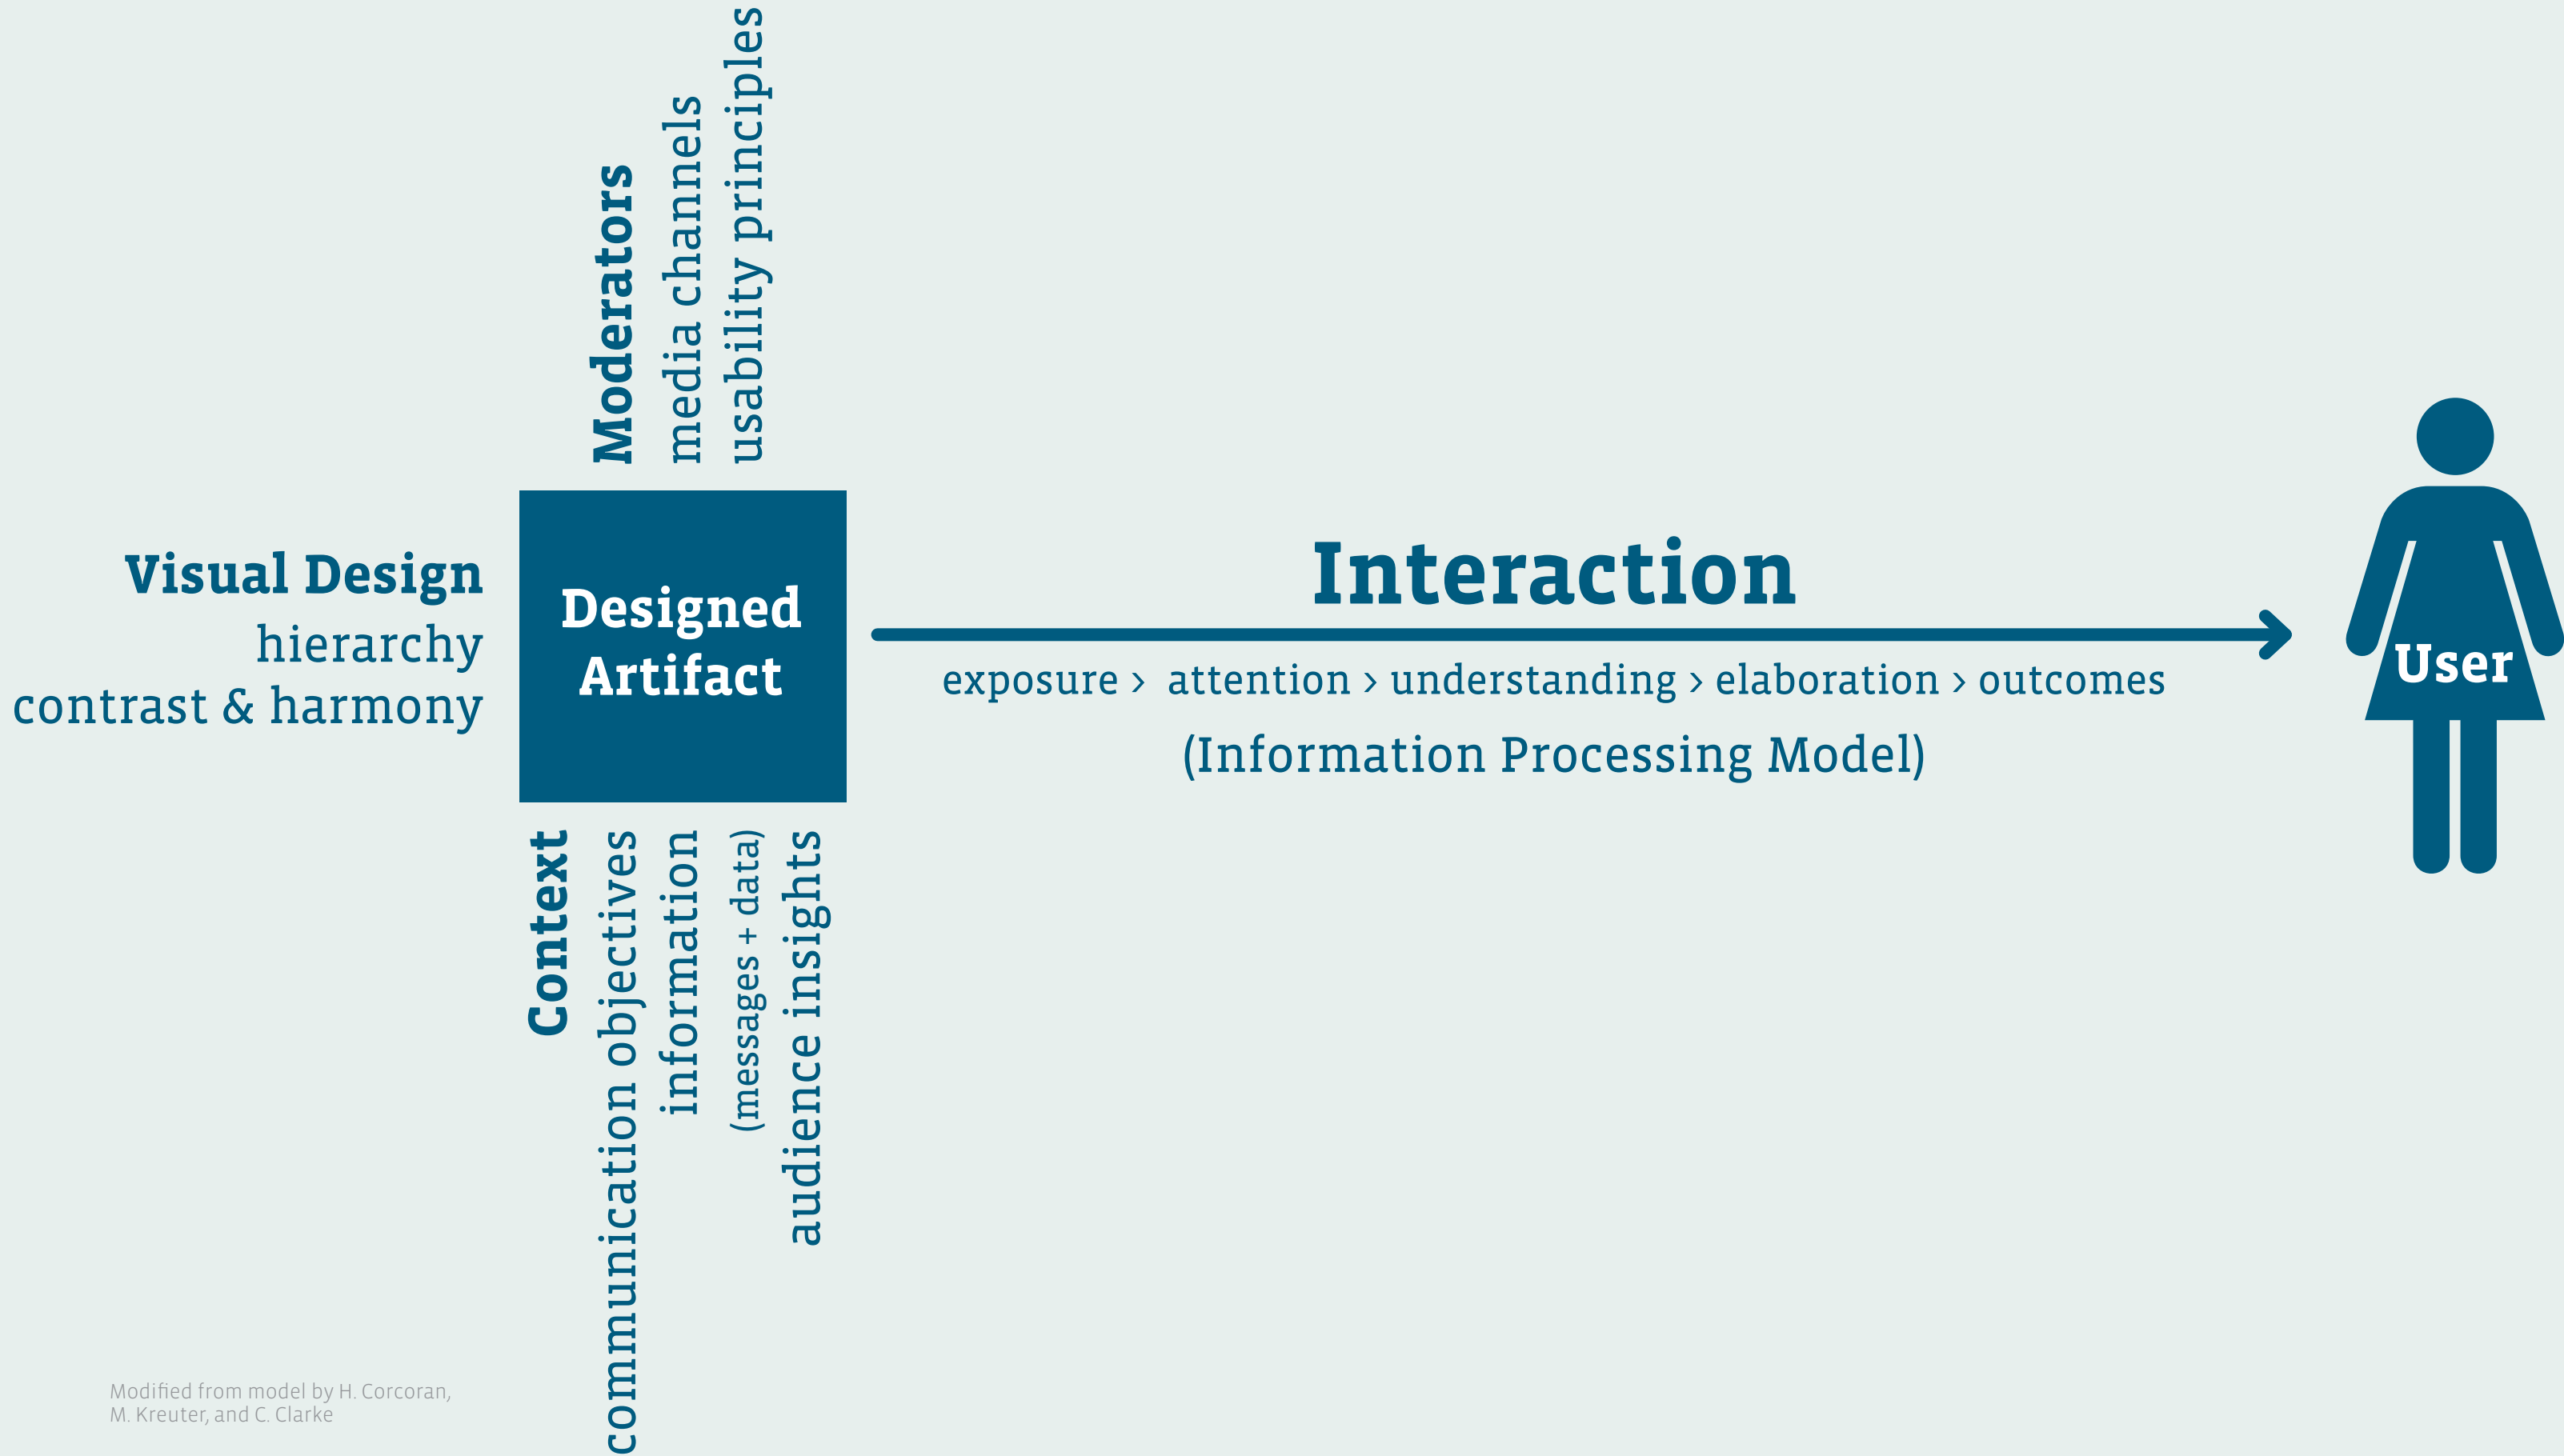 Moderators
media channels
usability principles
Visual Design
hierarchy
contrast & harmony
Designed
Artifact
Interaction
exposure › attention › understanding › elaboration › outcomes
(Information Processing Model)
User
Context
communication objectives
information
(messages + data)
audience insights
Modified from model by H. Corcoran,
M. Kreuter, and C. Clarke